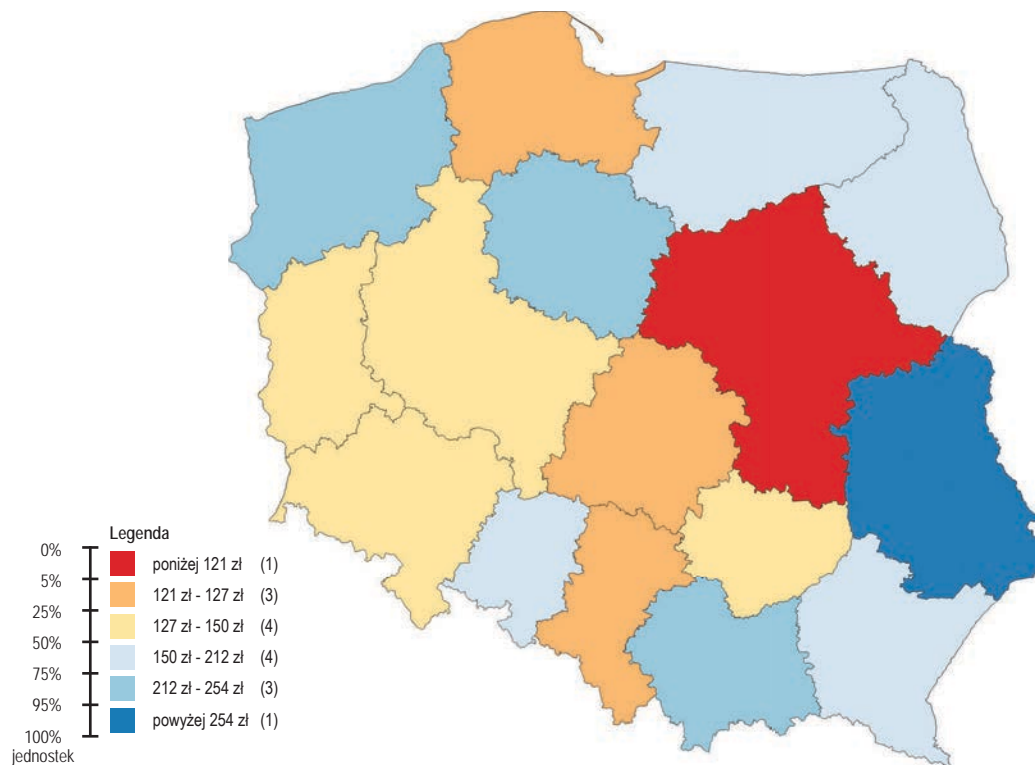 Legenda
0%
poniżej 121 zł (1)
5%
121 zł - 127 zł (3)
25%
127 zł - 150 zł (4)
50%
150 zł - 212 zł (4)
75%
212 zł - 254 zł (3)
95%
powyżej 254 zł (1)
100%
jednostek